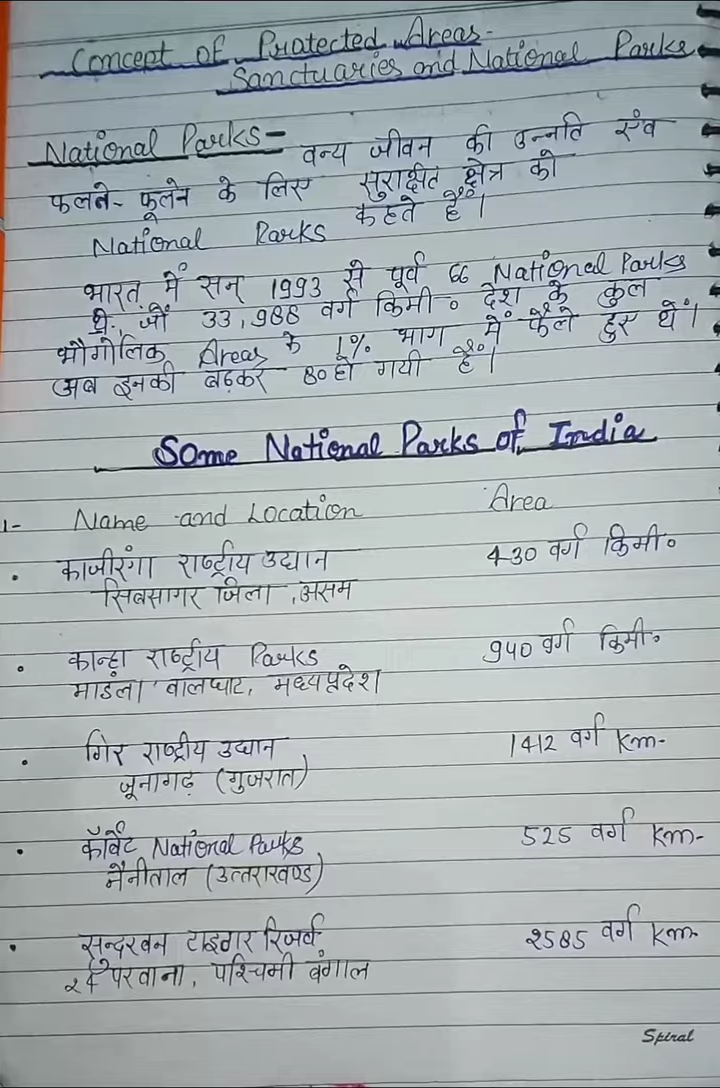 Concept of Protected Areas-
Sanctuaries and National Parks
National Parks- वन्य जीवन की उन्नति एंव
फलने-फूलने के लिए सुरक्षित क्षेत्र को
National Parks कहते हैं।
भारत में सन् 1993 से पूर्व 66 National Parks
थे, जो 33,988 वर्ग किमी० देश के कुल
भौगोलिक Areas के 1% भाग में फैले हुए थे।
अब इनकी बढ़कर 80 हो गयी है।
Some National Parks of India
1- Name and Location Area
• काजीरंगा राष्ट्रीय उद्यान 430 वर्ग किमी०
सिबसागर जिला, असम
• कान्हा राष्ट्रीय Parks 940 वर्ग किमी०
माडंला बालघाट, मध्यप्रदेश
• गिर राष्ट्रीय उद्यान 1412 वर्ग Km-
जूनागढ़ (गुजरात)
• कॉर्बेट National Parks 525 वर्ग Km-
नैनीताल (उत्तराखण्ड)
• सुन्दरबन टाइगर रिजर्व 2585 वर्ग Km-
24 परवाना, पश्चिमी बंगाल
Spiral